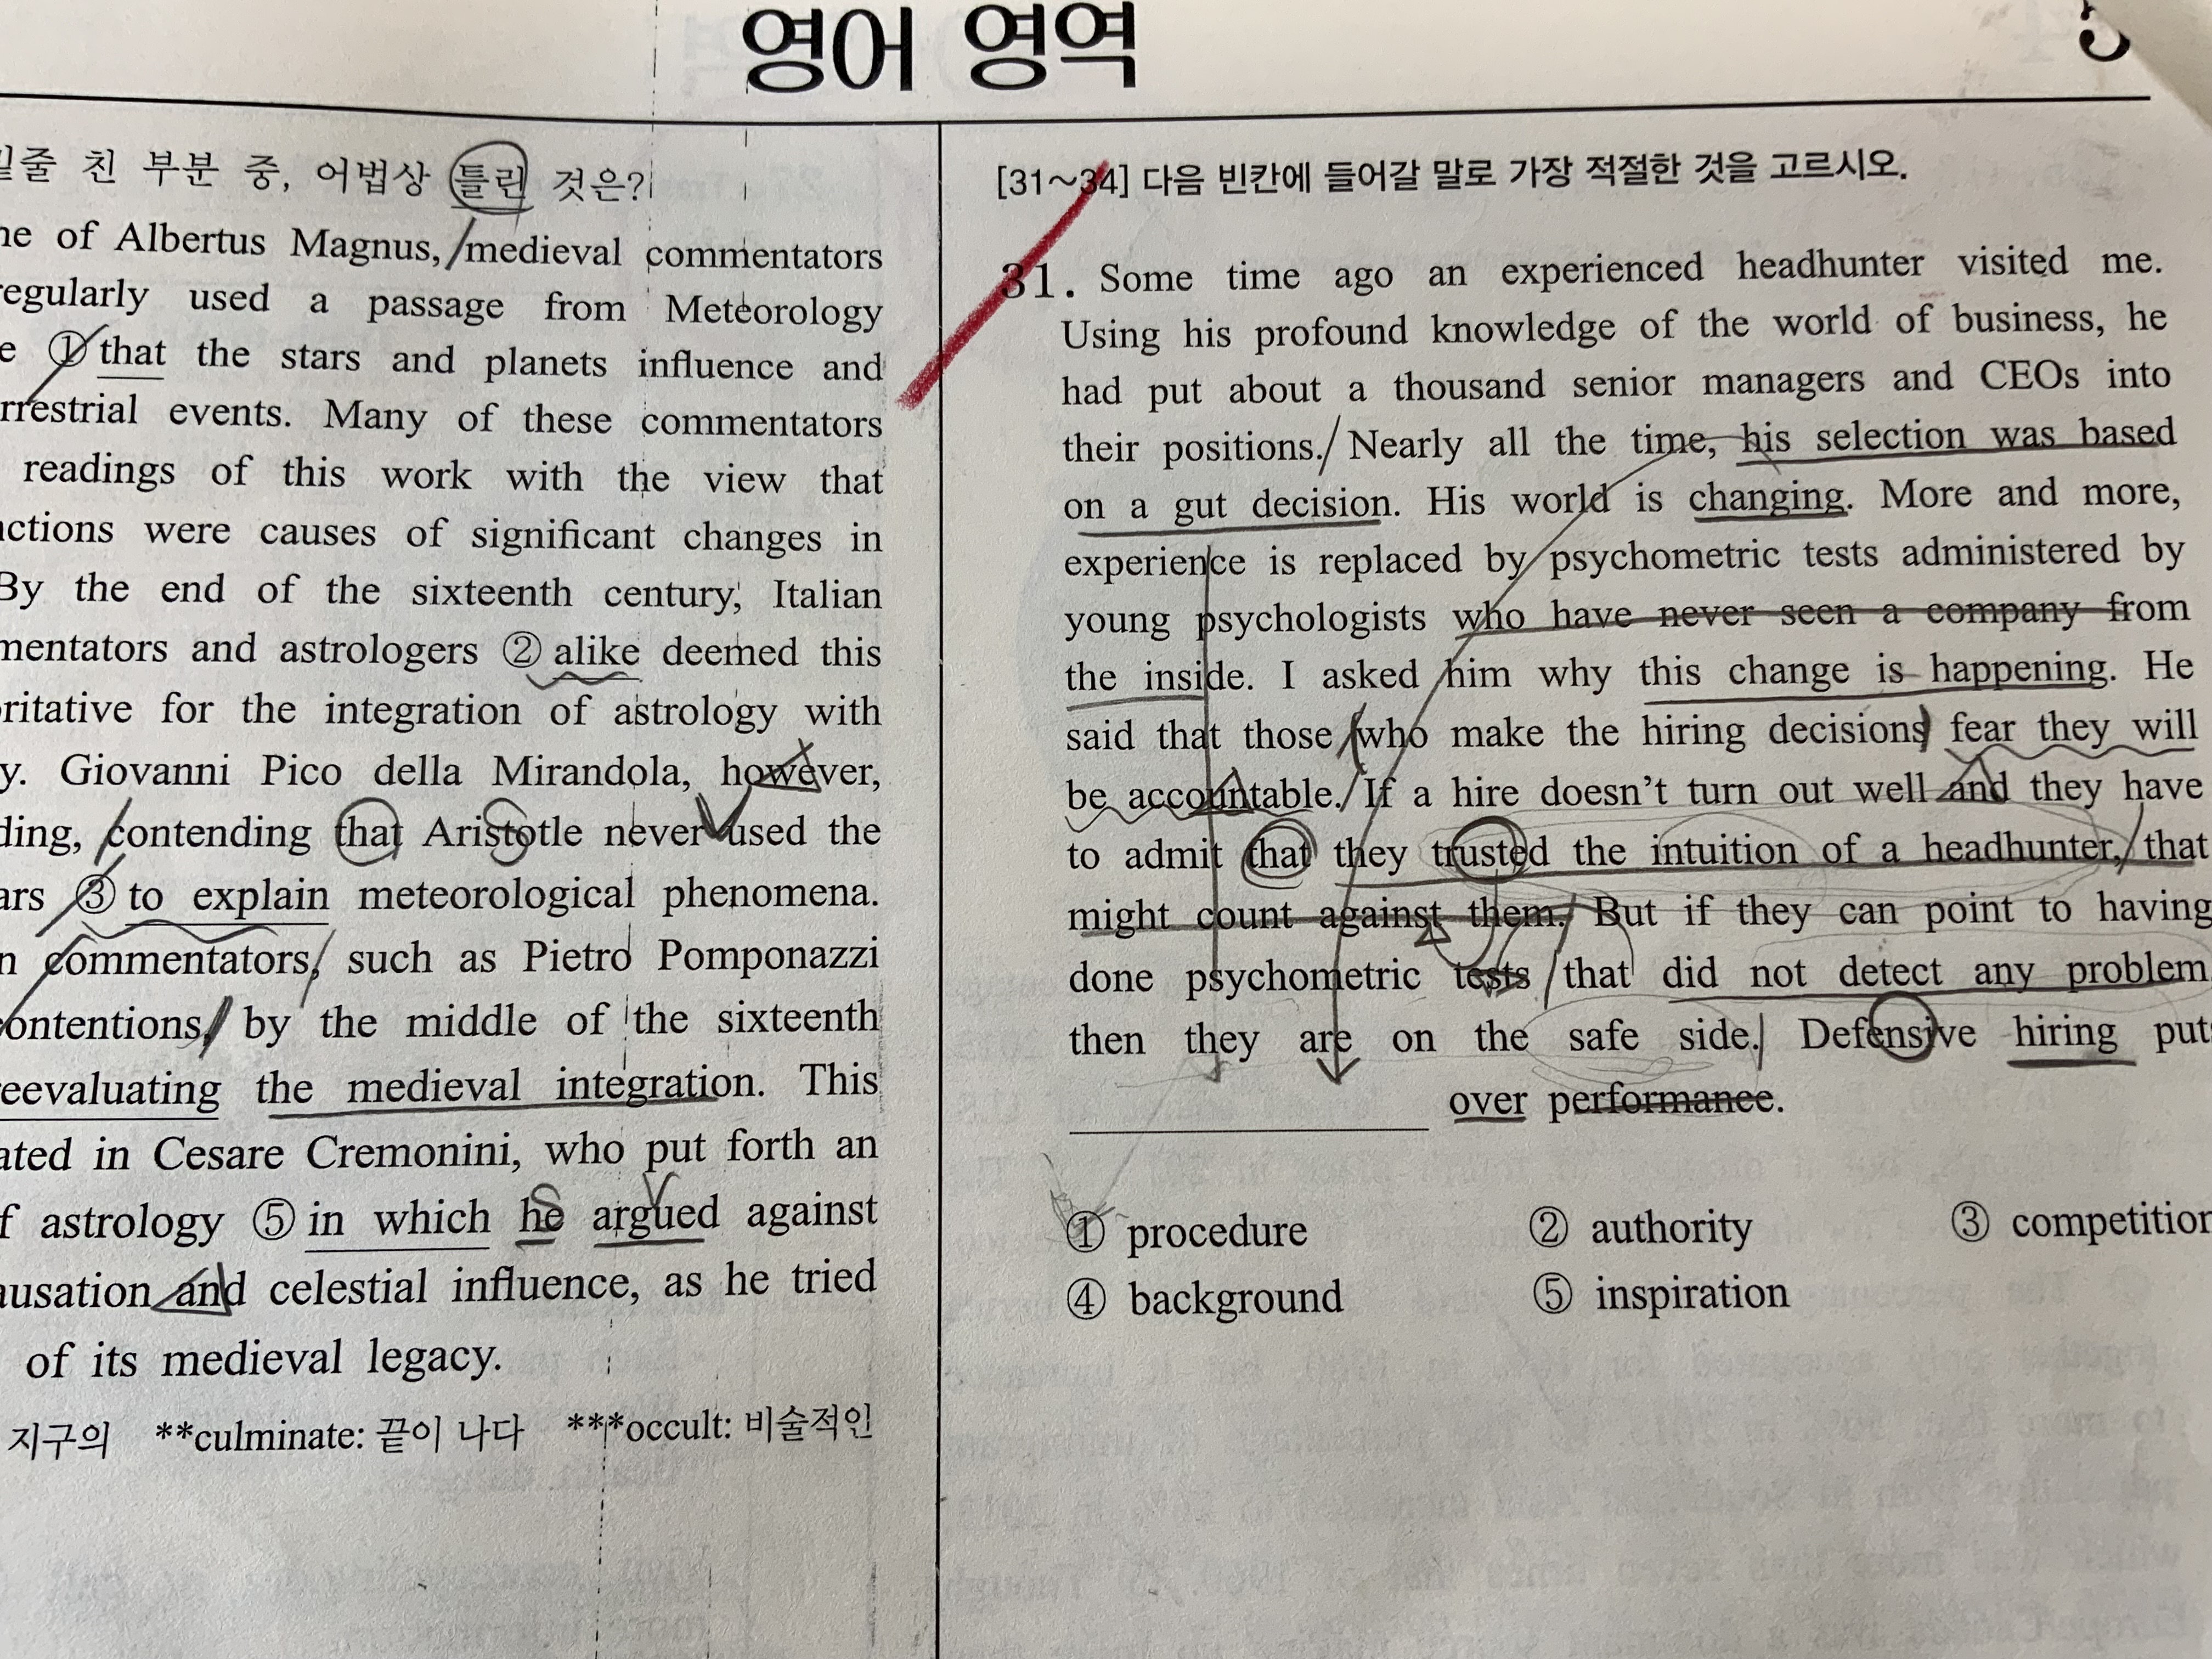 영어 영역
줄 친 부분 중, 어법상 틀린 것은?
of Albertus Magnus, medieval commentators
regularly used a passage from Meteorology
① that the stars and planets influence and
events. Many of these commentators
readings of this work with the view that
were causes of significant changes in
By the end of the sixteenth century, Italian
and astrologers ② alike deemed this
for the integration of astrology with
Giovanni Pico della Mirandola, however,
contending that Aristotle never used the
③ to explain meteorological phenomena.
commentators, such as Pietro Pomponazzi
contentions, by the middle of the sixteenth
reevaluating the medieval integration. This
in Cesare Cremonini, who put forth an
astrology ⑤ in which he argued against
and celestial influence, as he tried
of its medieval legacy.
지구의 **culminate: 끝이 나다 ***occult: 비술적인
[31~34] 다음 빈칸에 들어갈 말로 가장 적절한 것을 고르시오.
31. Some time ago an experienced headhunter visited me.
Using his profound knowledge of the world of business, he
had put about a thousand senior managers and CEOs into
their positions. Nearly all the time, his selection was based
on a gut decision. His world is changing. More and more,
experience is replaced by psychometric tests administered by
young psychologists who have never seen a company from
the inside. I asked him why this change is happening. He
said that those who make the hiring decisions fear they will
be accountable. If a hire doesn't turn out well and they have
to admit that they trusted the intuition of a headhunter, that
might count against them. But if they can point to having
done psychometric tests that did not detect any problem
then they are on the safe side. Defensive hiring put
over performance.
① procedure ② authority ③ competition
④ background ⑤ inspiration